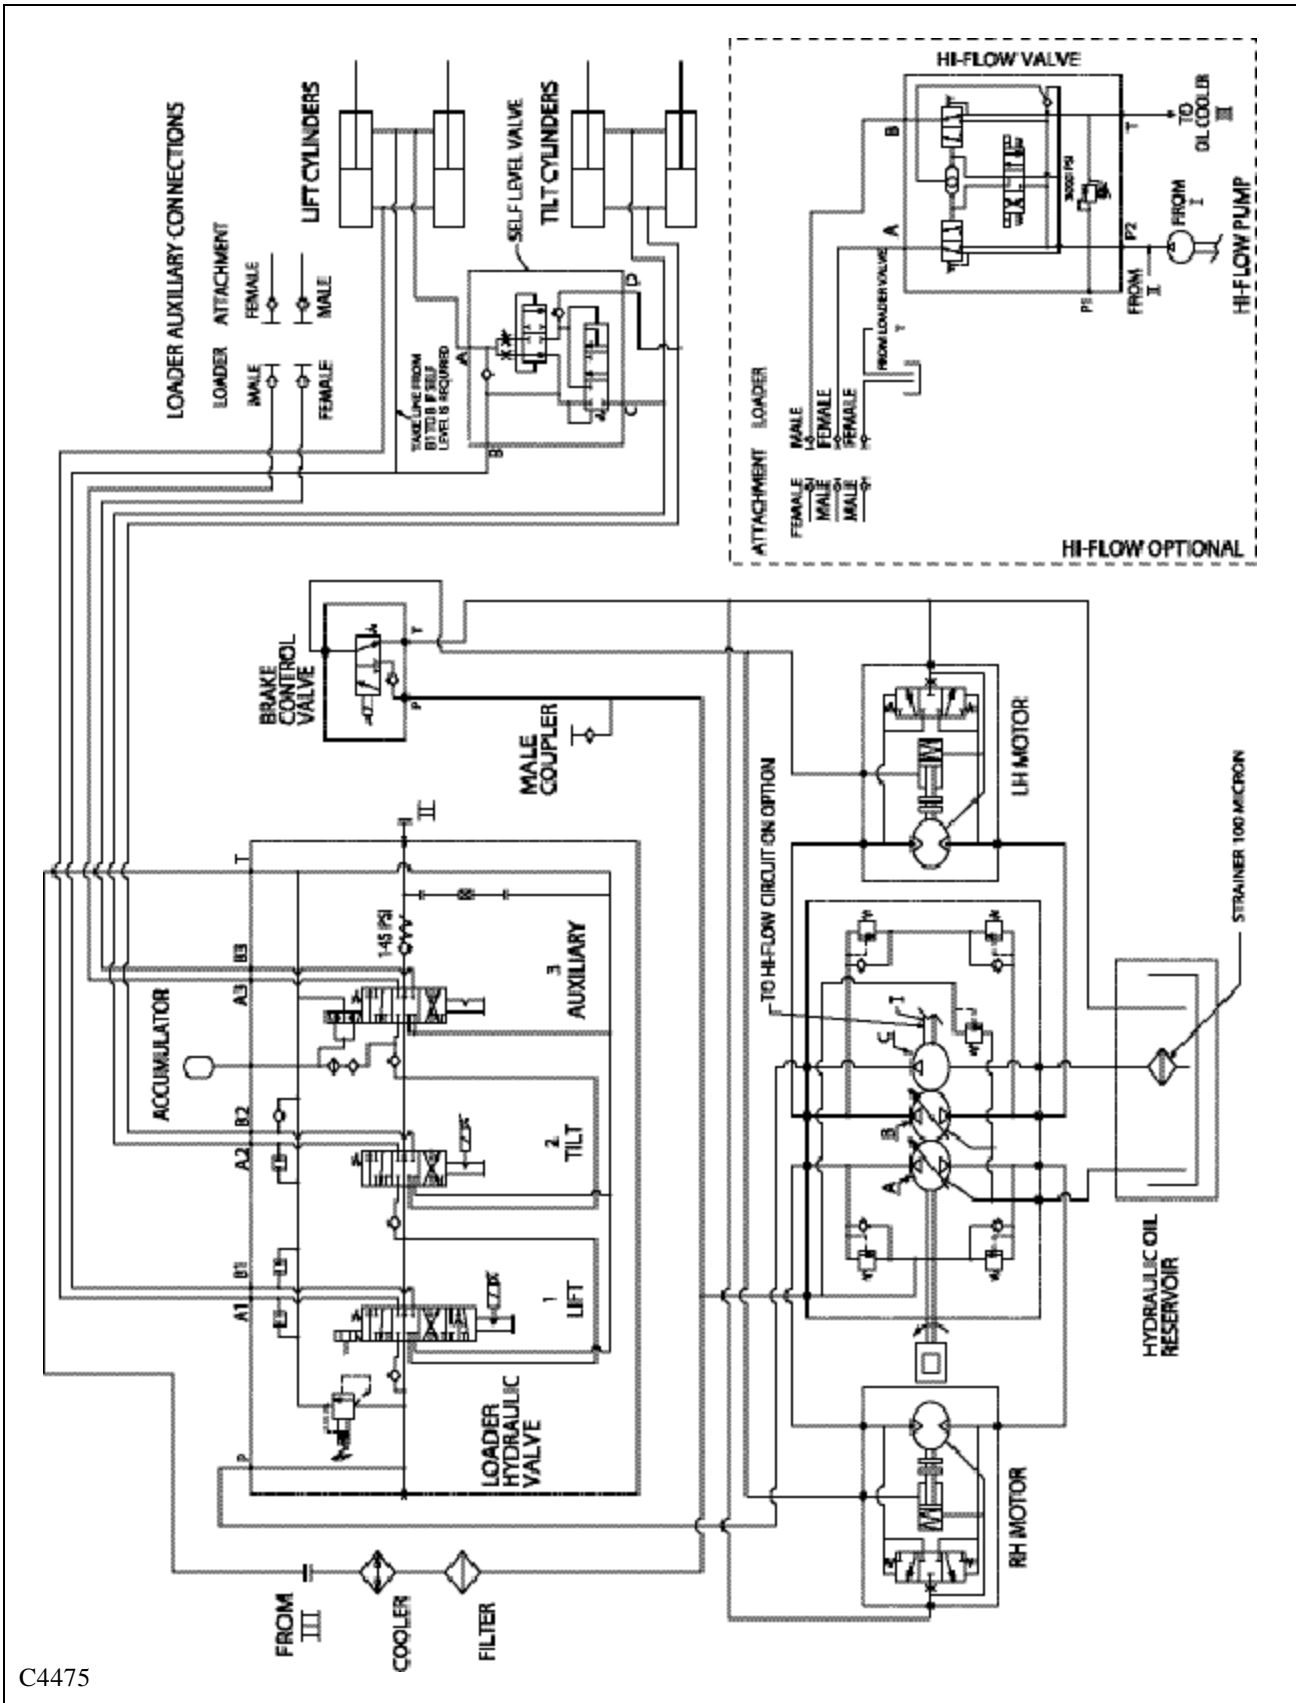 LOADER AUXILIARY CONNECTIONS
LOADER
ATTACHMENT
MALE
FEMALE
FEMALE
MALE
LIFT CYLINDERS
SELF LEVEL VALVE
TILT CYLINDERS
TAKE LINE FROM
B1 TO B IF SELF
LEVEL IS REQUIRED
A
B
C
D
HI-FLOW VALVE
B
A
T
TO
OIL COOLER
III
3000 PSI
P2
P1
FROM
I
FROM
II
HI-FLOW PUMP
FROM LOADER VALVE
T
ATTACHMENT
LOADER
FEMALE
MALE
MALE
MALE
FEMALE
FEMALE
HI-FLOW OPTIONAL
BRAKE
CONTROL
VALVE
T
P
MALE
COUPLER
II
T
B3
A3
B2
A2
B1
A1
P
ACCUMULATOR
145 PSI
3
AUXILIARY
2
TILT
1
LIFT
LOADER
HYDRAULIC
VALVE
FROM
III
COOLER
FILTER
TO HI-FLOW CIRCUIT ON OPTION
LH MOTOR
STRAINER 100 MICRON
I
C
B
A
HYDRAULIC OIL
RESERVOIR
RH MOTOR
C4475